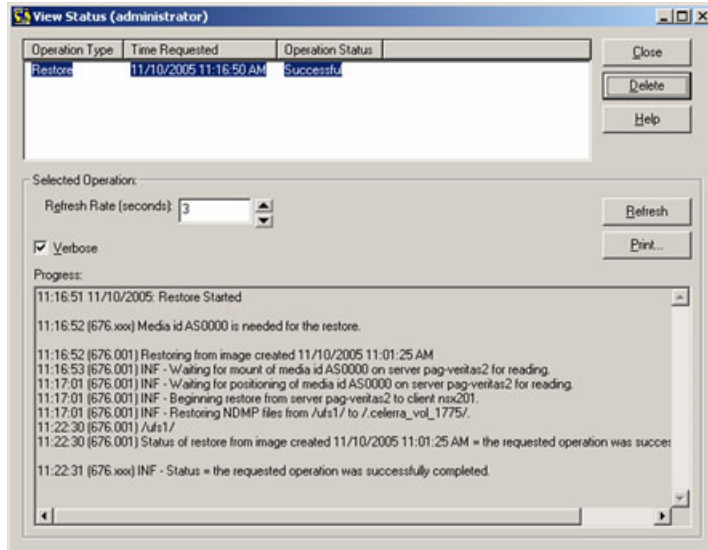 View Status (administrator)
Operation Type Time Requested Operation Status
Close
Restore 11/10/2005 11:16:50 AM Successful
Delete
Help
Selected Operation:
Refresh Rate (seconds): 3
Refresh
Verbose
Print...
Progress:
11:16:51 11/10/2005: Restore Started
11:16:52 (676.xxx) Media id AS0000 is needed for the restore.
11:16:52 (676.001) Restoring from image created 11/10/2005 11:01:25 AM
11:16:53 (676.001) INF - Waiting for mount of media id AS0000 on server pag-veritas2 for reading.
11:17:01 (676.001) INF - Waiting for positioning of media id AS0000 on server pag-veritas2 for reading.
11:17:01 (676.001) INF - Beginning restore from server pag-veritas2 to client nsx201.
11:17:01 (676.001) INF - Restoring NDMP files from /ufs1/ to /.celerra_vol_1775/.
11:22:30 (676.001) /ufs1/
11:22:30 (676.001) Status of restore from image created 11/10/2005 11:01:25 AM = the requested operation was succes
11:22:31 (676.xxx) INF - Status = the requested operation was successfully completed.